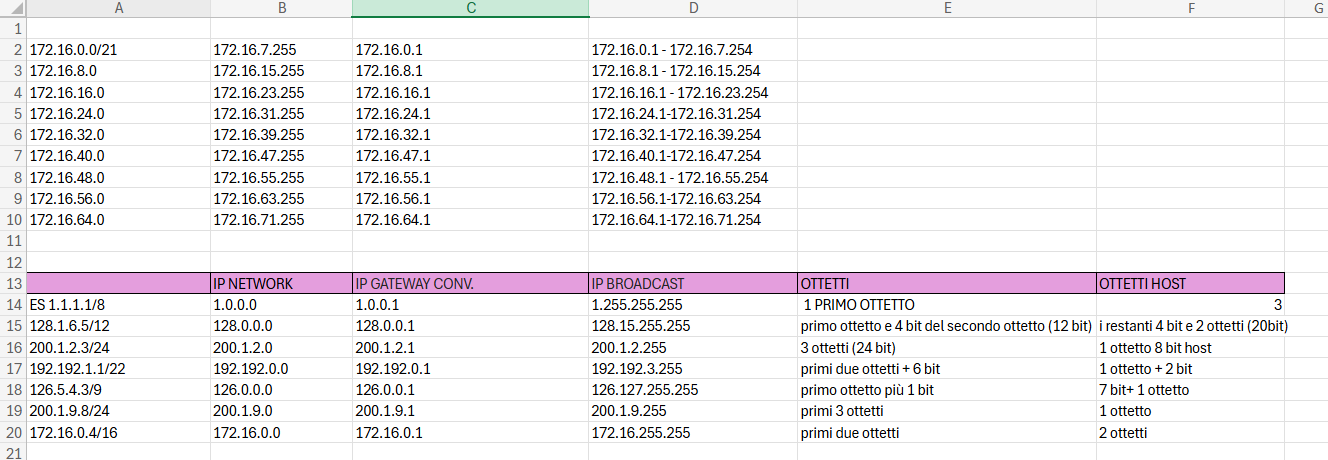 A B C D E F G
1
2 172.16.0.0/21 172.16.7.255 172.16.0.1 172.16.0.1 - 172.16.7.254
3 172.16.8.0 172.16.15.255 172.16.8.1 172.16.8.1 - 172.16.15.254
4 172.16.16.0 172.16.23.255 172.16.16.1 172.16.16.1 - 172.16.23.254
5 172.16.24.0 172.16.31.255 172.16.24.1 172.16.24.1-172.16.31.254
6 172.16.32.0 172.16.39.255 172.16.32.1 172.16.32.1-172.16.39.254
7 172.16.40.0 172.16.47.255 172.16.47.1 172.16.40.1-172.16.47.254
8 172.16.48.0 172.16.55.255 172.16.55.1 172.16.48.1 - 172.16.55.254
9 172.16.56.0 172.16.63.255 172.16.56.1 172.16.56.1-172.16.63.254
10 172.16.64.0 172.16.71.255 172.16.64.1 172.16.64.1-172.16.71.254
11
12
13 IP NETWORK IP GATEWAY CONV. IP BROADCAST OTTETTI OTTETTI HOST
14 ES 1.1.1.1/8 1.0.0.0 1.0.0.1 1.255.255.255 1 PRIMO OTTETTO 3
15 128.1.6.5/12 128.0.0.0 128.0.0.1 128.15.255.255 primo ottetto e 4 bit del secondo ottetto (12 bit) i restanti 4 bit e 2 ottetti (20bit)
16 200.1.2.3/24 200.1.2.0 200.1.2.1 200.1.2.255 3 ottetti (24 bit) 1 ottetto 8 bit host
17 192.192.1.1/22 192.192.0.0 192.192.0.1 192.192.3.255 primi due ottetti + 6 bit 1 ottetto + 2 bit
18 126.5.4.3/9 126.0.0.0 126.0.0.1 126.127.255.255 primo ottetto più 1 bit 7 bit+ 1 ottetto
19 200.1.9.8/24 200.1.9.0 200.1.9.1 200.1.9.255 primi 3 ottetti 1 ottetto
20 172.16.0.4/16 172.16.0.0 172.16.0.1 172.16.255.255 primi due ottetti 2 ottetti
21